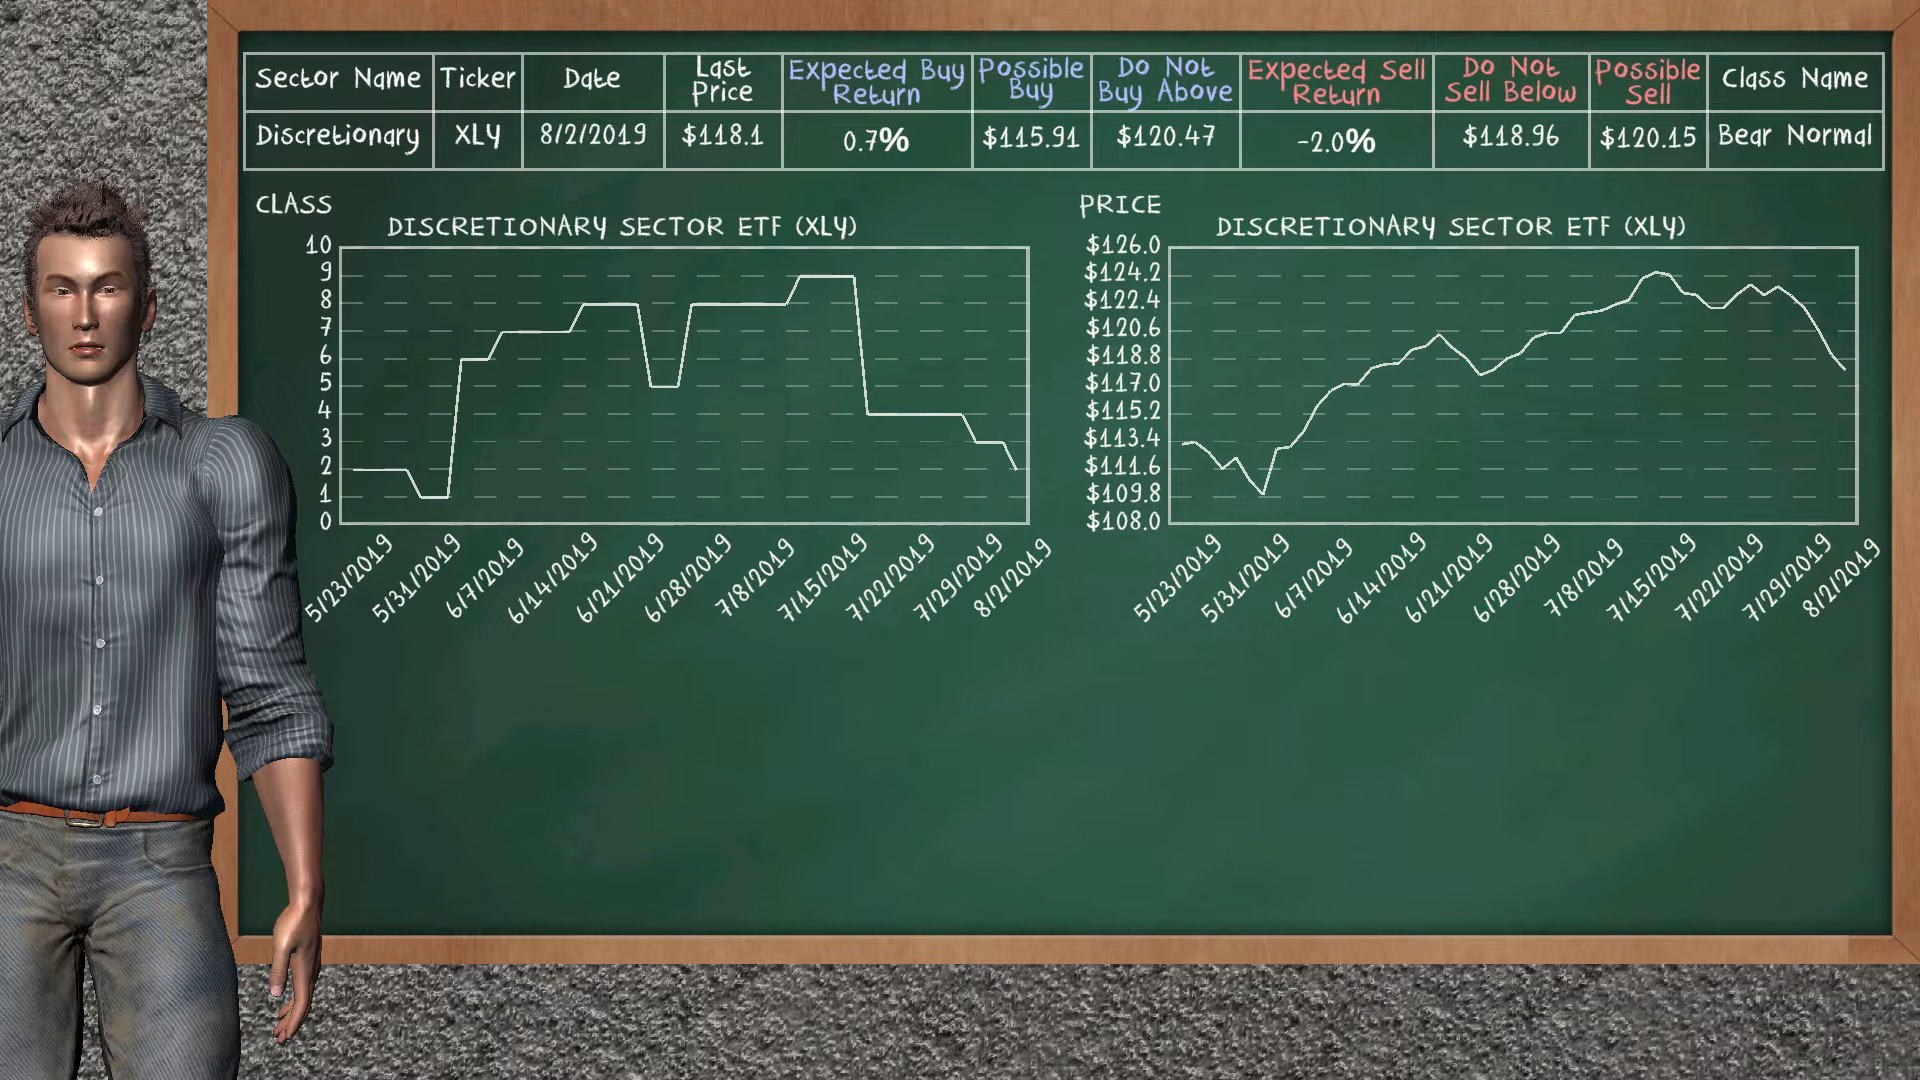 Sector Name Ticker Date Last Price Expected Buy Return Possible Buy Do Not Buy Above Expected Sell Return Do Not Sell Below Possible Sell Class Name
Discretionary XLY 8/2/2019 $118.1 0.7% $115.91 $120.47 -2.0% $118.96 $120.15 Bear Normal
CLASS
DISCRETIONARY SECTOR ETF (XLY)
10
9
8
7
6
5
4
3
2
1
0
5/23/2019 5/31/2019 6/7/2019 6/14/2019 6/21/2019 6/28/2019 7/8/2019 7/15/2019 7/22/2019 7/29/2019 8/2/2019
PRICE
DISCRETIONARY SECTOR ETF (XLY)
$126.0
$124.2
$122.4
$120.6
$118.8
$117.0
$115.2
$113.4
$111.6
$109.8
$108.0
5/23/2019 5/31/2019 6/7/2019 6/14/2019 6/21/2019 6/28/2019 7/8/2019 7/15/2019 7/22/2019 7/29/2019 8/2/2019